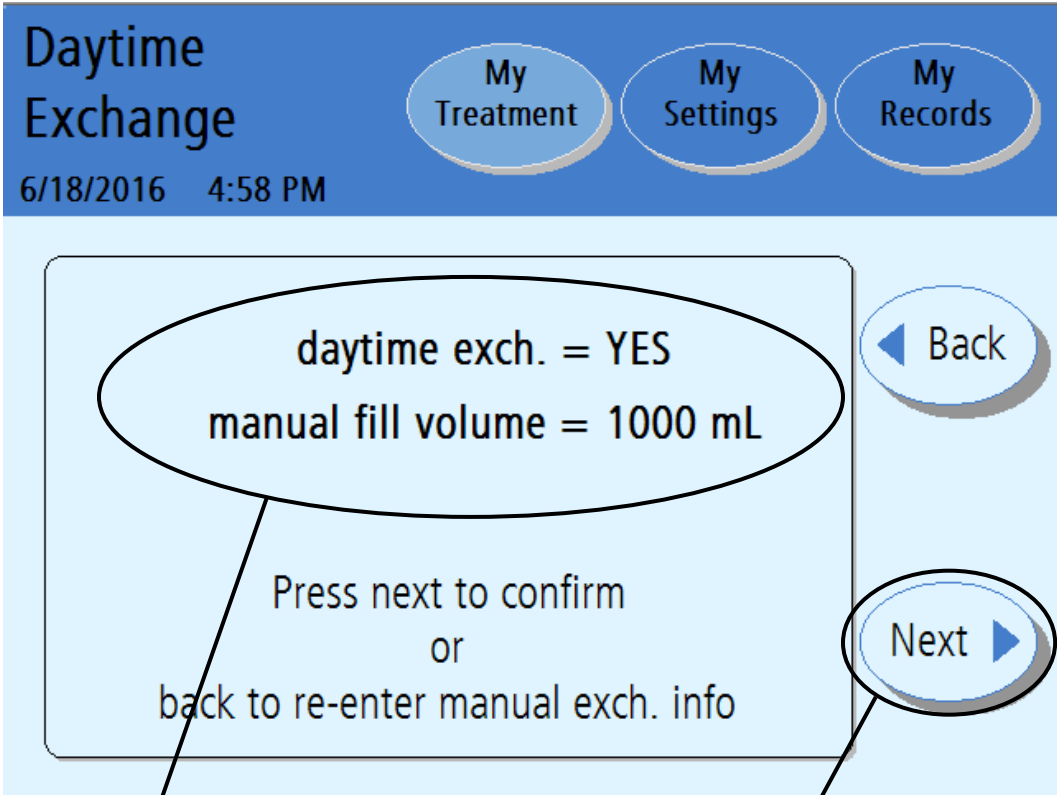 Daytime
Exchange
6/18/2016 4:58 PM
My
Treatment
My
Settings
My
Records
daytime exch. = YES
manual fill volume = 1000 mL
Back
Press next to confirm
or
back to re-enter manual exch. info
Next